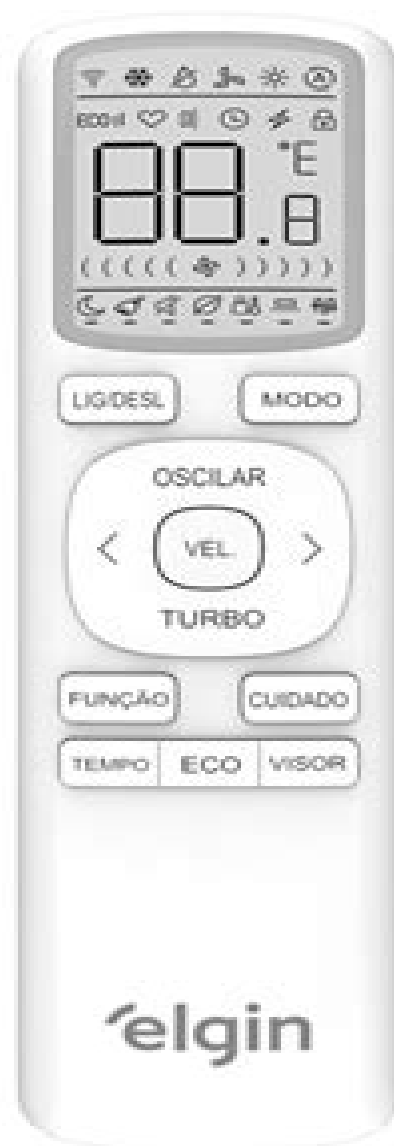 ECO
88.8 °E
LIG/DESL MODO
OSCILAR
< VEL. >
TURBO
FUNÇÃO CUIDADO
TEMPO ECO VISOR
elgin